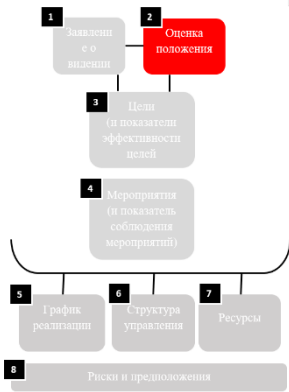 1
Заявлени
е о
видении
2
Оценка
положения
3
Цели
(и показатели
эффективности
целей
4
Мероприятия
(и показатель
соблюдения
мероприятий)
5
График
реализации
6
Структура
управления
7
Ресурсы
8
Риски и предположения